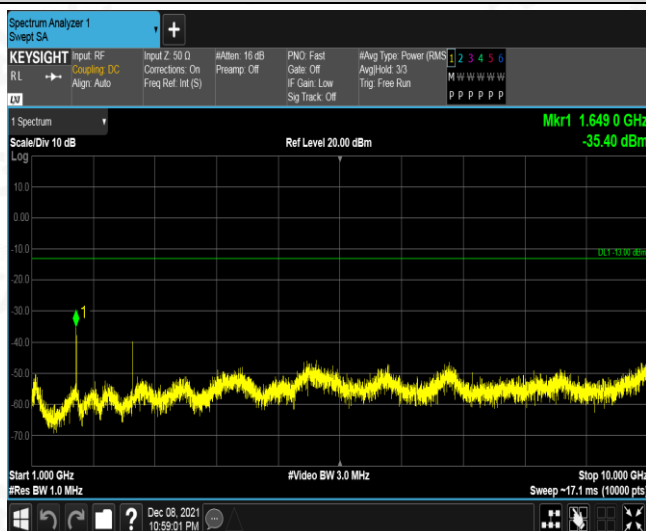 Spectrum Analyzer 1
Swept SA
+
KEYSIGHT Input: RF Input Z: 50 Ω #Atten: 16 dB PNO: Fast #Avg Type: Power (RMS 1 2 3 4 5 6
RL Coupling: DC Corrections: On Preamp: Off Gate: Off Avg|Hold: 3/3 M W W W W W
Align: Auto Freq Ref: Int (S) IF Gain: Low Trig: Free Run
Sig Track: Off P P P P P P
LXI
1 Spectrum
Mkr1 1.649 0 GHz
Scale/Div 10 dB Ref Level 20.00 dBm -35.40 dBm
Log
10.0
0.00
-10.0
DL1 -13.00 dBm
-20.0
-30.0
1
-40.0
-50.0
-60.0
-70.0
Start 1.000 GHz #Video BW 3.0 MHz Stop 10.000 GHz
#Res BW 1.0 MHz Sweep ~17.1 ms (10000 pts)
? Dec 08, 2021
10:59:01 PM